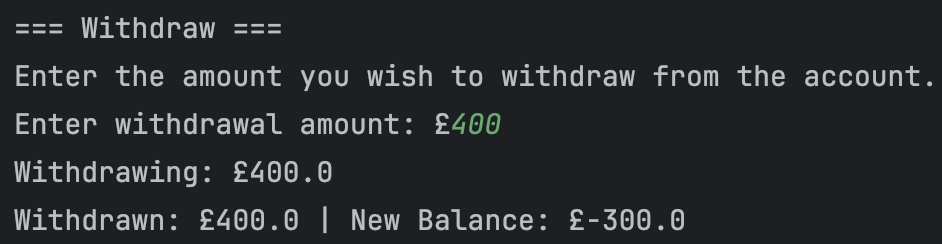 === Withdraw ===
Enter the amount you wish to withdraw from the account.
Enter withdrawal amount: £400
Withdrawing: £400.0
Withdrawn: £400.0 | New Balance: £-300.0